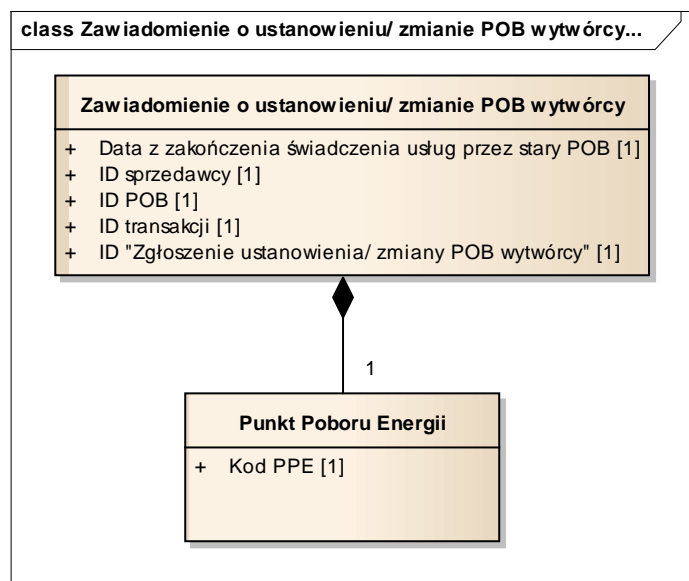 class Zawiadomienie o ustanowieniu/ zmianie POB wytwórcy...
Zawiadomienie o ustanowieniu/ zmianie POB wytwórcy
+ Data z zakończenia świadczenia usług przez stary POB [1]
+ ID sprzedawcy [1]
+ ID POB [1]
+ ID transakcji [1]
+ ID "Zgłoszenie ustanowienia/ zmiany POB wytwórcy" [1]
1
Punkt Poboru Energii
+ Kod PPE [1]